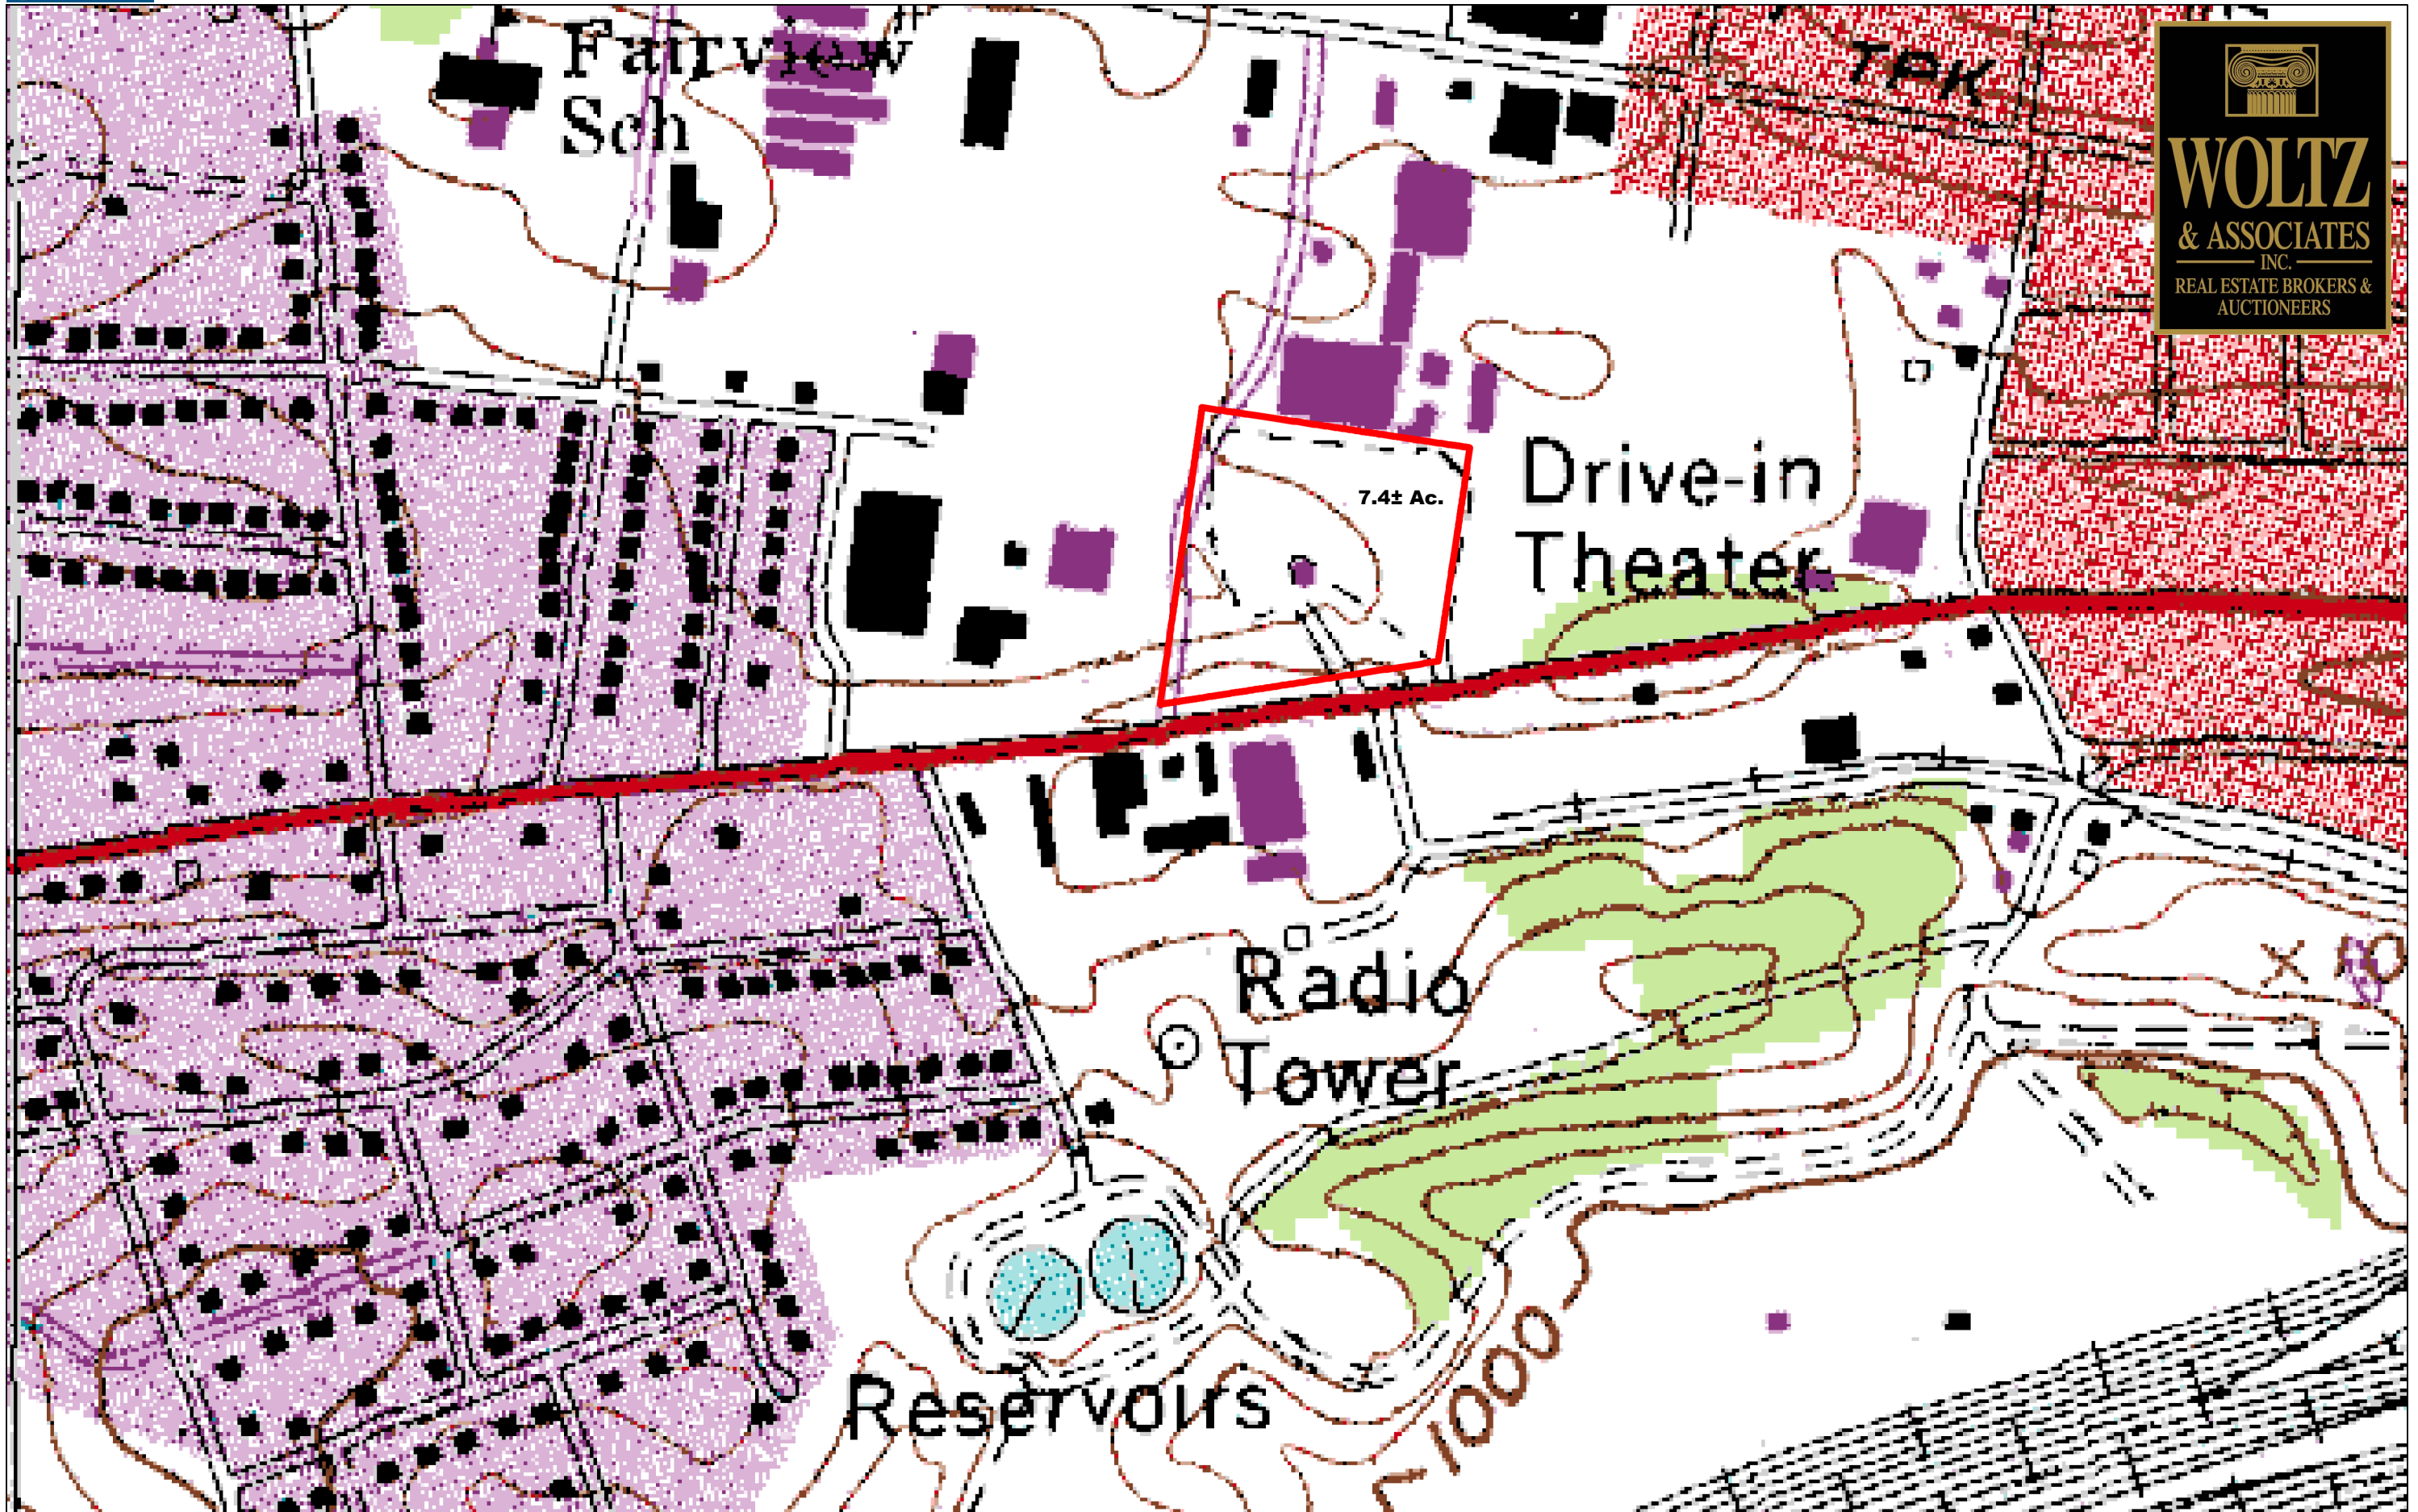 Fairview
Sch
TPK
WOLTZ
& ASSOCIATES
INC.
REAL ESTATE BROKERS &
AUCTIONEERS
7.4± Ac.
Drive-in
Theater
Radio
Tower
Reservoirs
1000